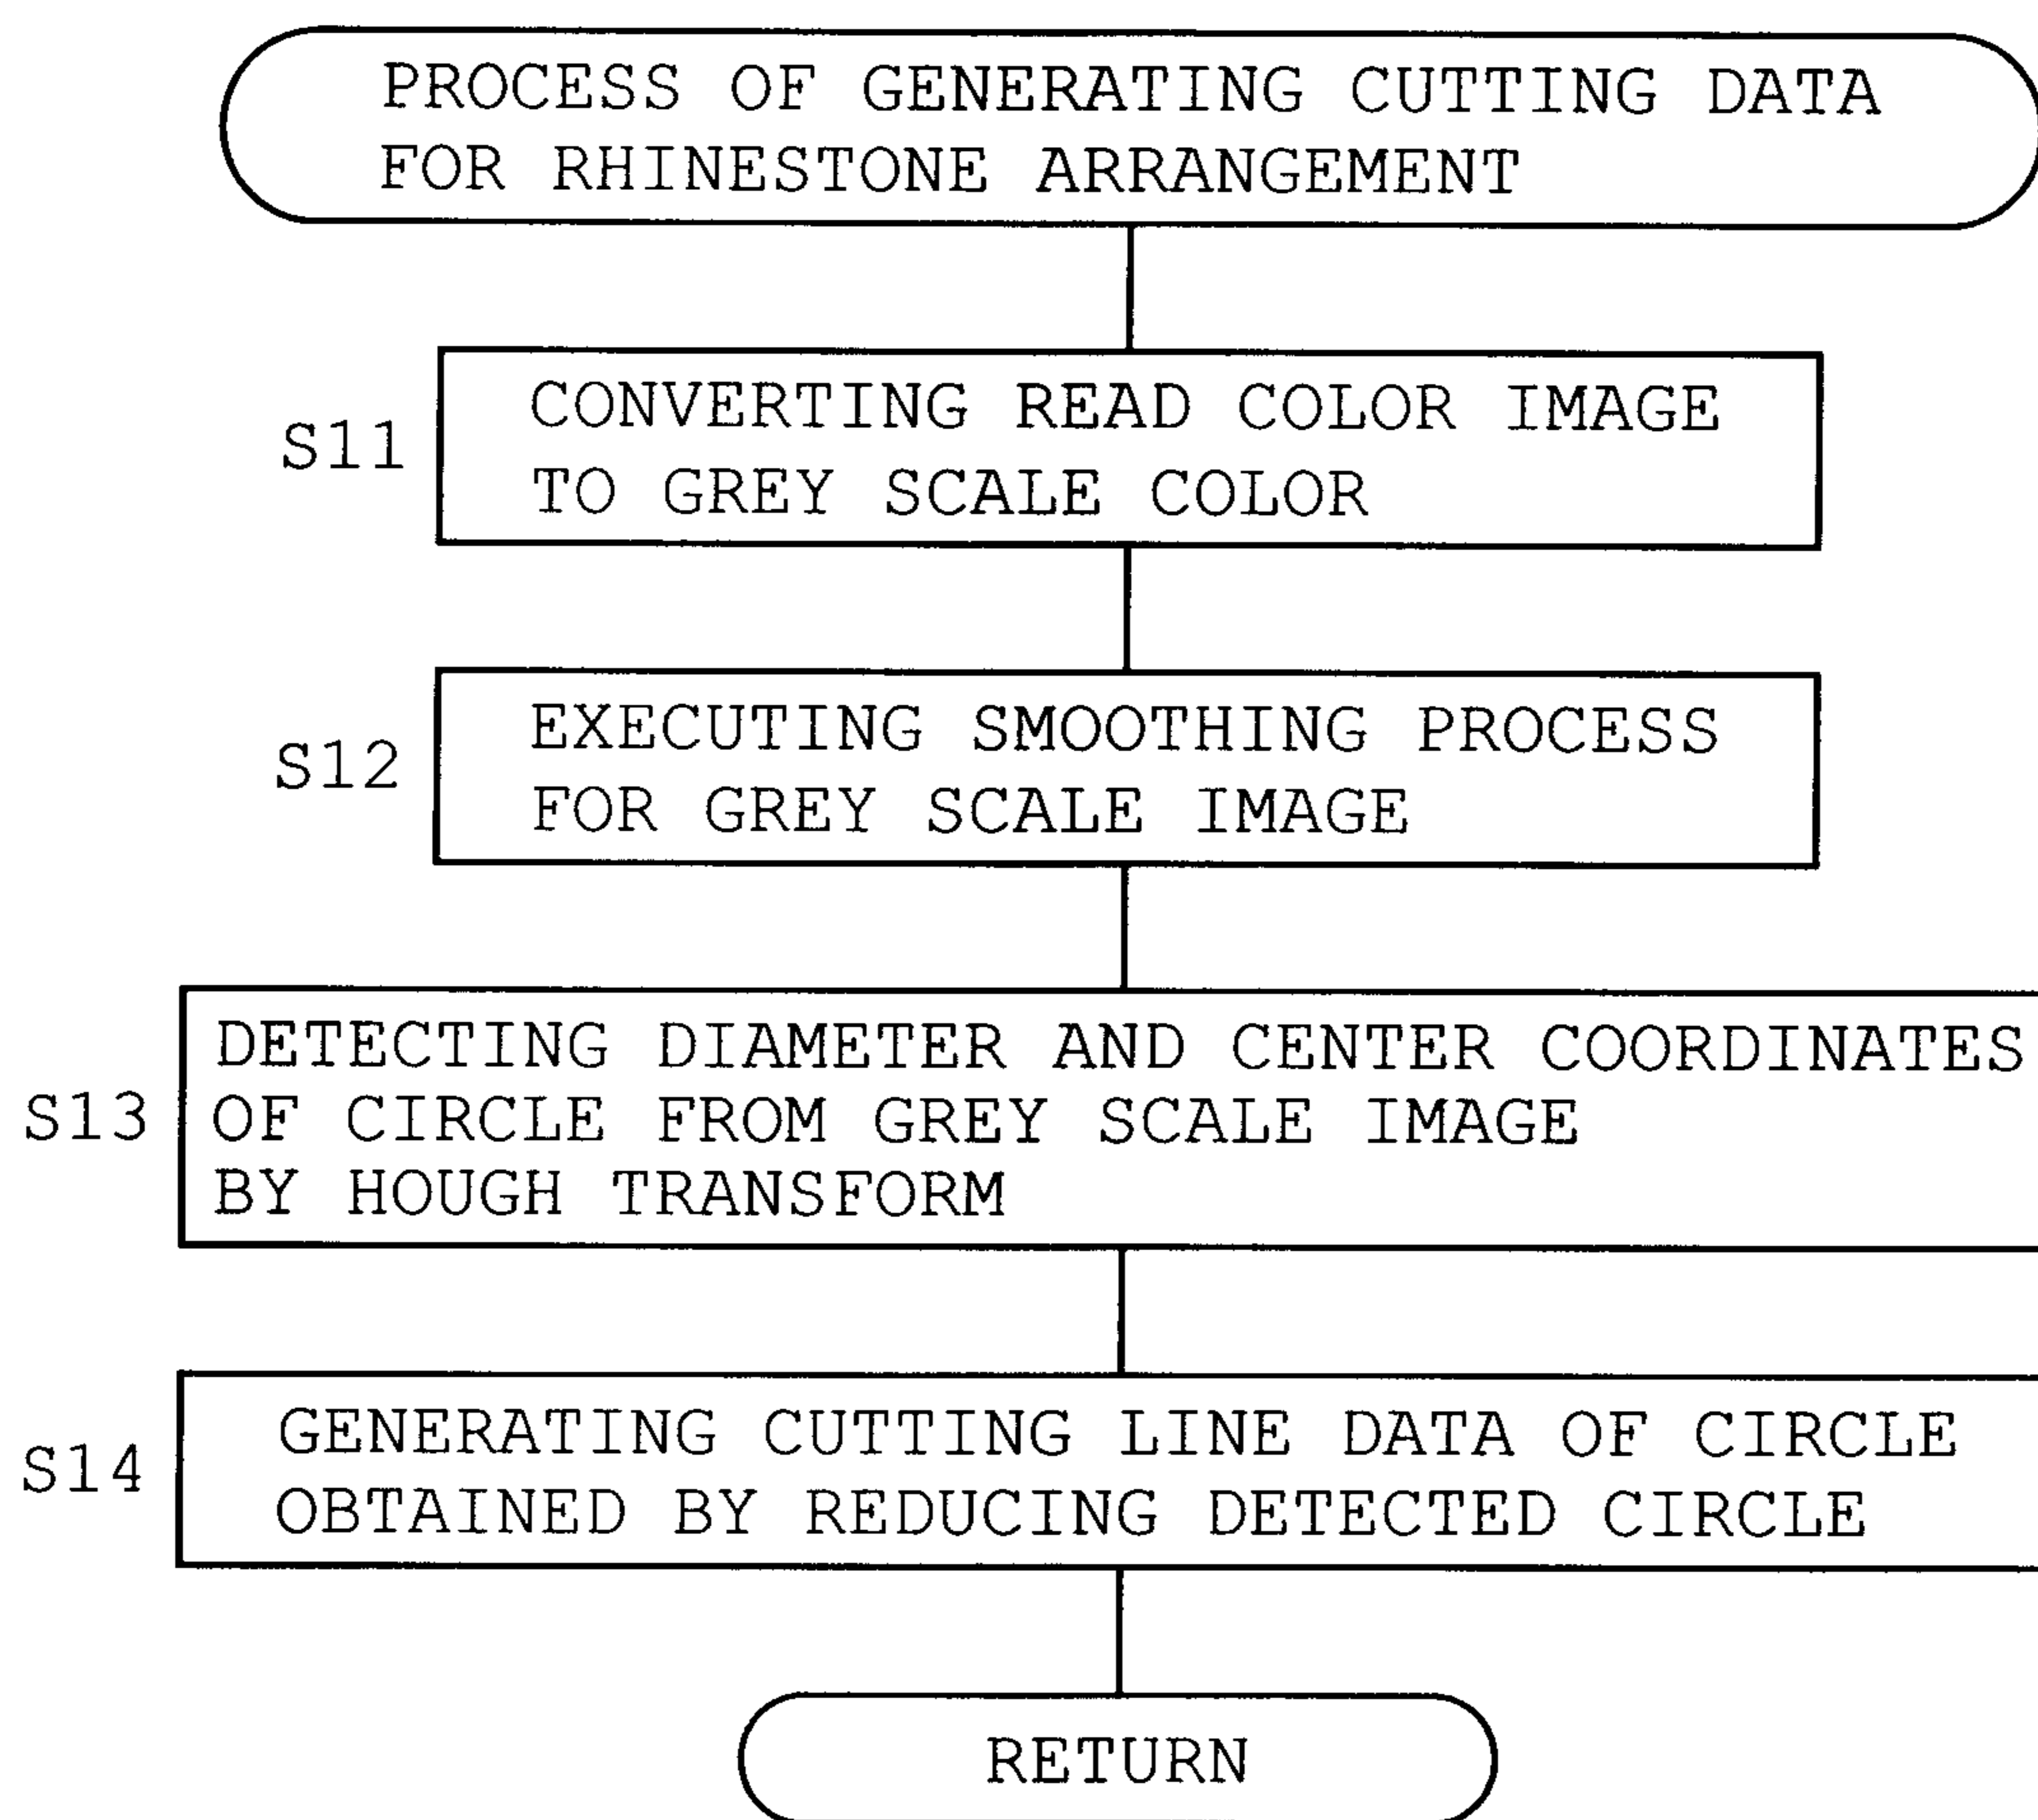 PROCESS OF GENERATING CUTTING DATA
FOR RHINESTONE ARRANGEMENT
S11
CONVERTING READ COLOR IMAGE
TO GREY SCALE COLOR
S12
EXECUTING SMOOTHING PROCESS
FOR GREY SCALE IMAGE
S13
DETECTING DIAMETER AND CENTER COORDINATES
OF CIRCLE FROM GREY SCALE IMAGE
BY HOUGH TRANSFORM
S14
GENERATING CUTTING LINE DATA OF CIRCLE
OBTAINED BY REDUCING DETECTED CIRCLE
RETURN